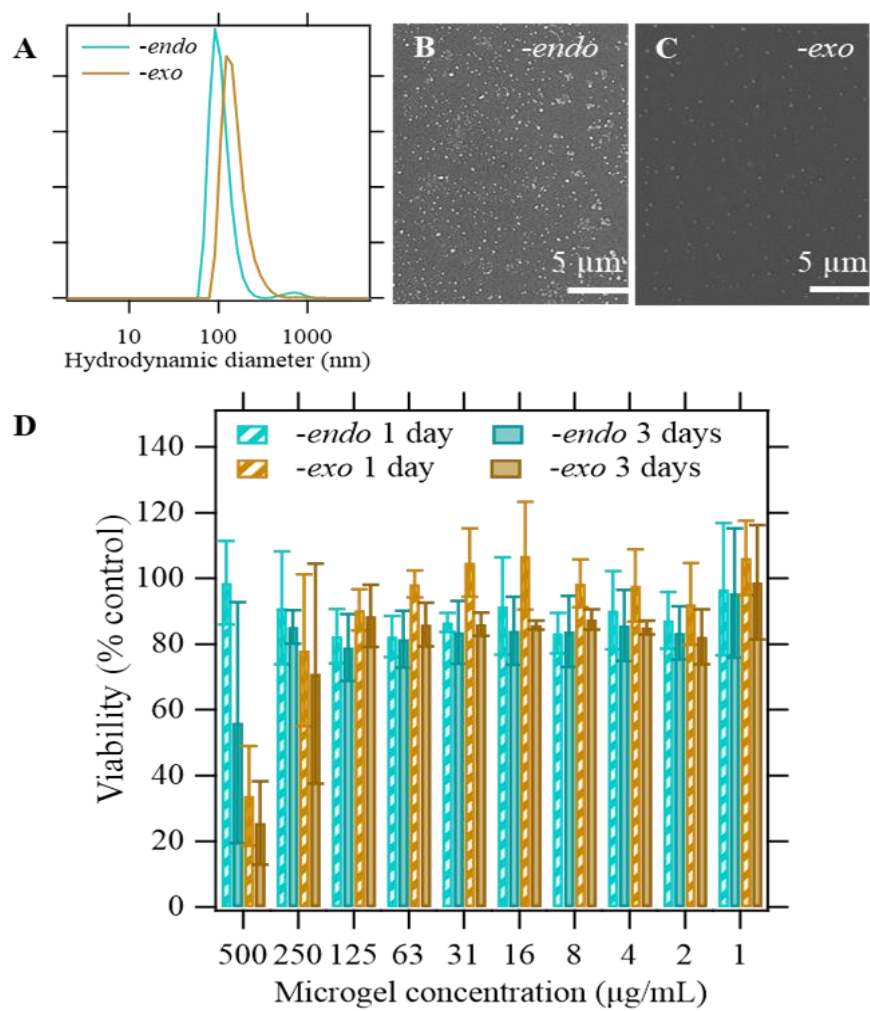 A
-endo
-exo
10 100 1000
Hydrodynamic diameter (nm)
B
-endo
5 μm
C
-exo
5 μm
D
-endo 1 day
-endo 3 days
-exo 1 day
-exo 3 days
Viability (% control)
140
120
100
80
60
40
20
0
500 250 125 63 31 16 8 4 2 1
Microgel concentration (μg/mL)